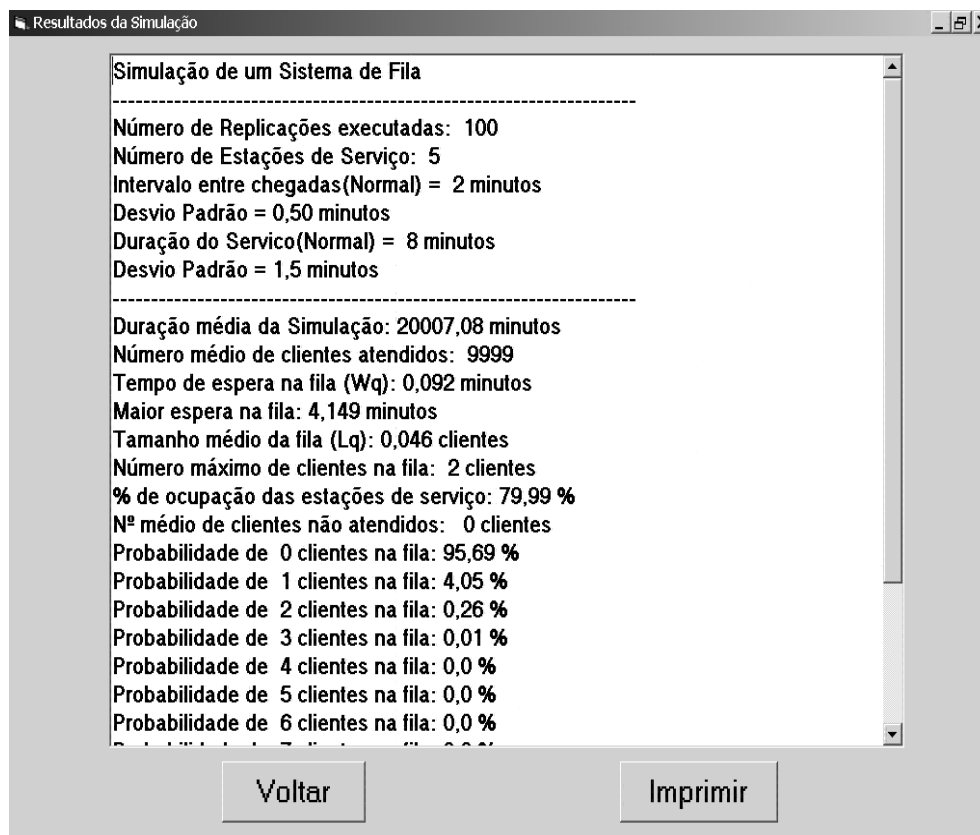 Resultados da Simulação
Simulação de um Sistema de Fila
--------------------------------------------------------------------
Número de Replicações executadas:  100
Número de Estações de Serviço:  5
Intervalo entre chegadas(Normal) =  2 minutos
Desvio Padrão = 0,50 minutos
Duração do Servico(Normal) =  8 minutos
Desvio Padrão = 1,5 minutos
--------------------------------------------------------------------
Duração média da Simulação: 20007,08 minutos
Número médio de clientes atendidos:  9999
Tempo de espera na fila (Wq): 0,092 minutos
Maior espera na fila: 4,149 minutos
Tamanho médio da fila (Lq): 0,046 clientes
Número máximo de clientes na fila:  2 clientes
% de ocupação das estações de serviço: 79,99 %
Nº médio de clientes não atendidos:   0 clientes
Probabilidade de  0 clientes na fila: 95,69 %
Probabilidade de  1 clientes na fila: 4,05 %
Probabilidade de  2 clientes na fila: 0,26 %
Probabilidade de  3 clientes na fila: 0,01 %
Probabilidade de  4 clientes na fila: 0,0 %
Probabilidade de  5 clientes na fila: 0,0 %
Probabilidade de  6 clientes na fila: 0,0 %
Voltar
Imprimir